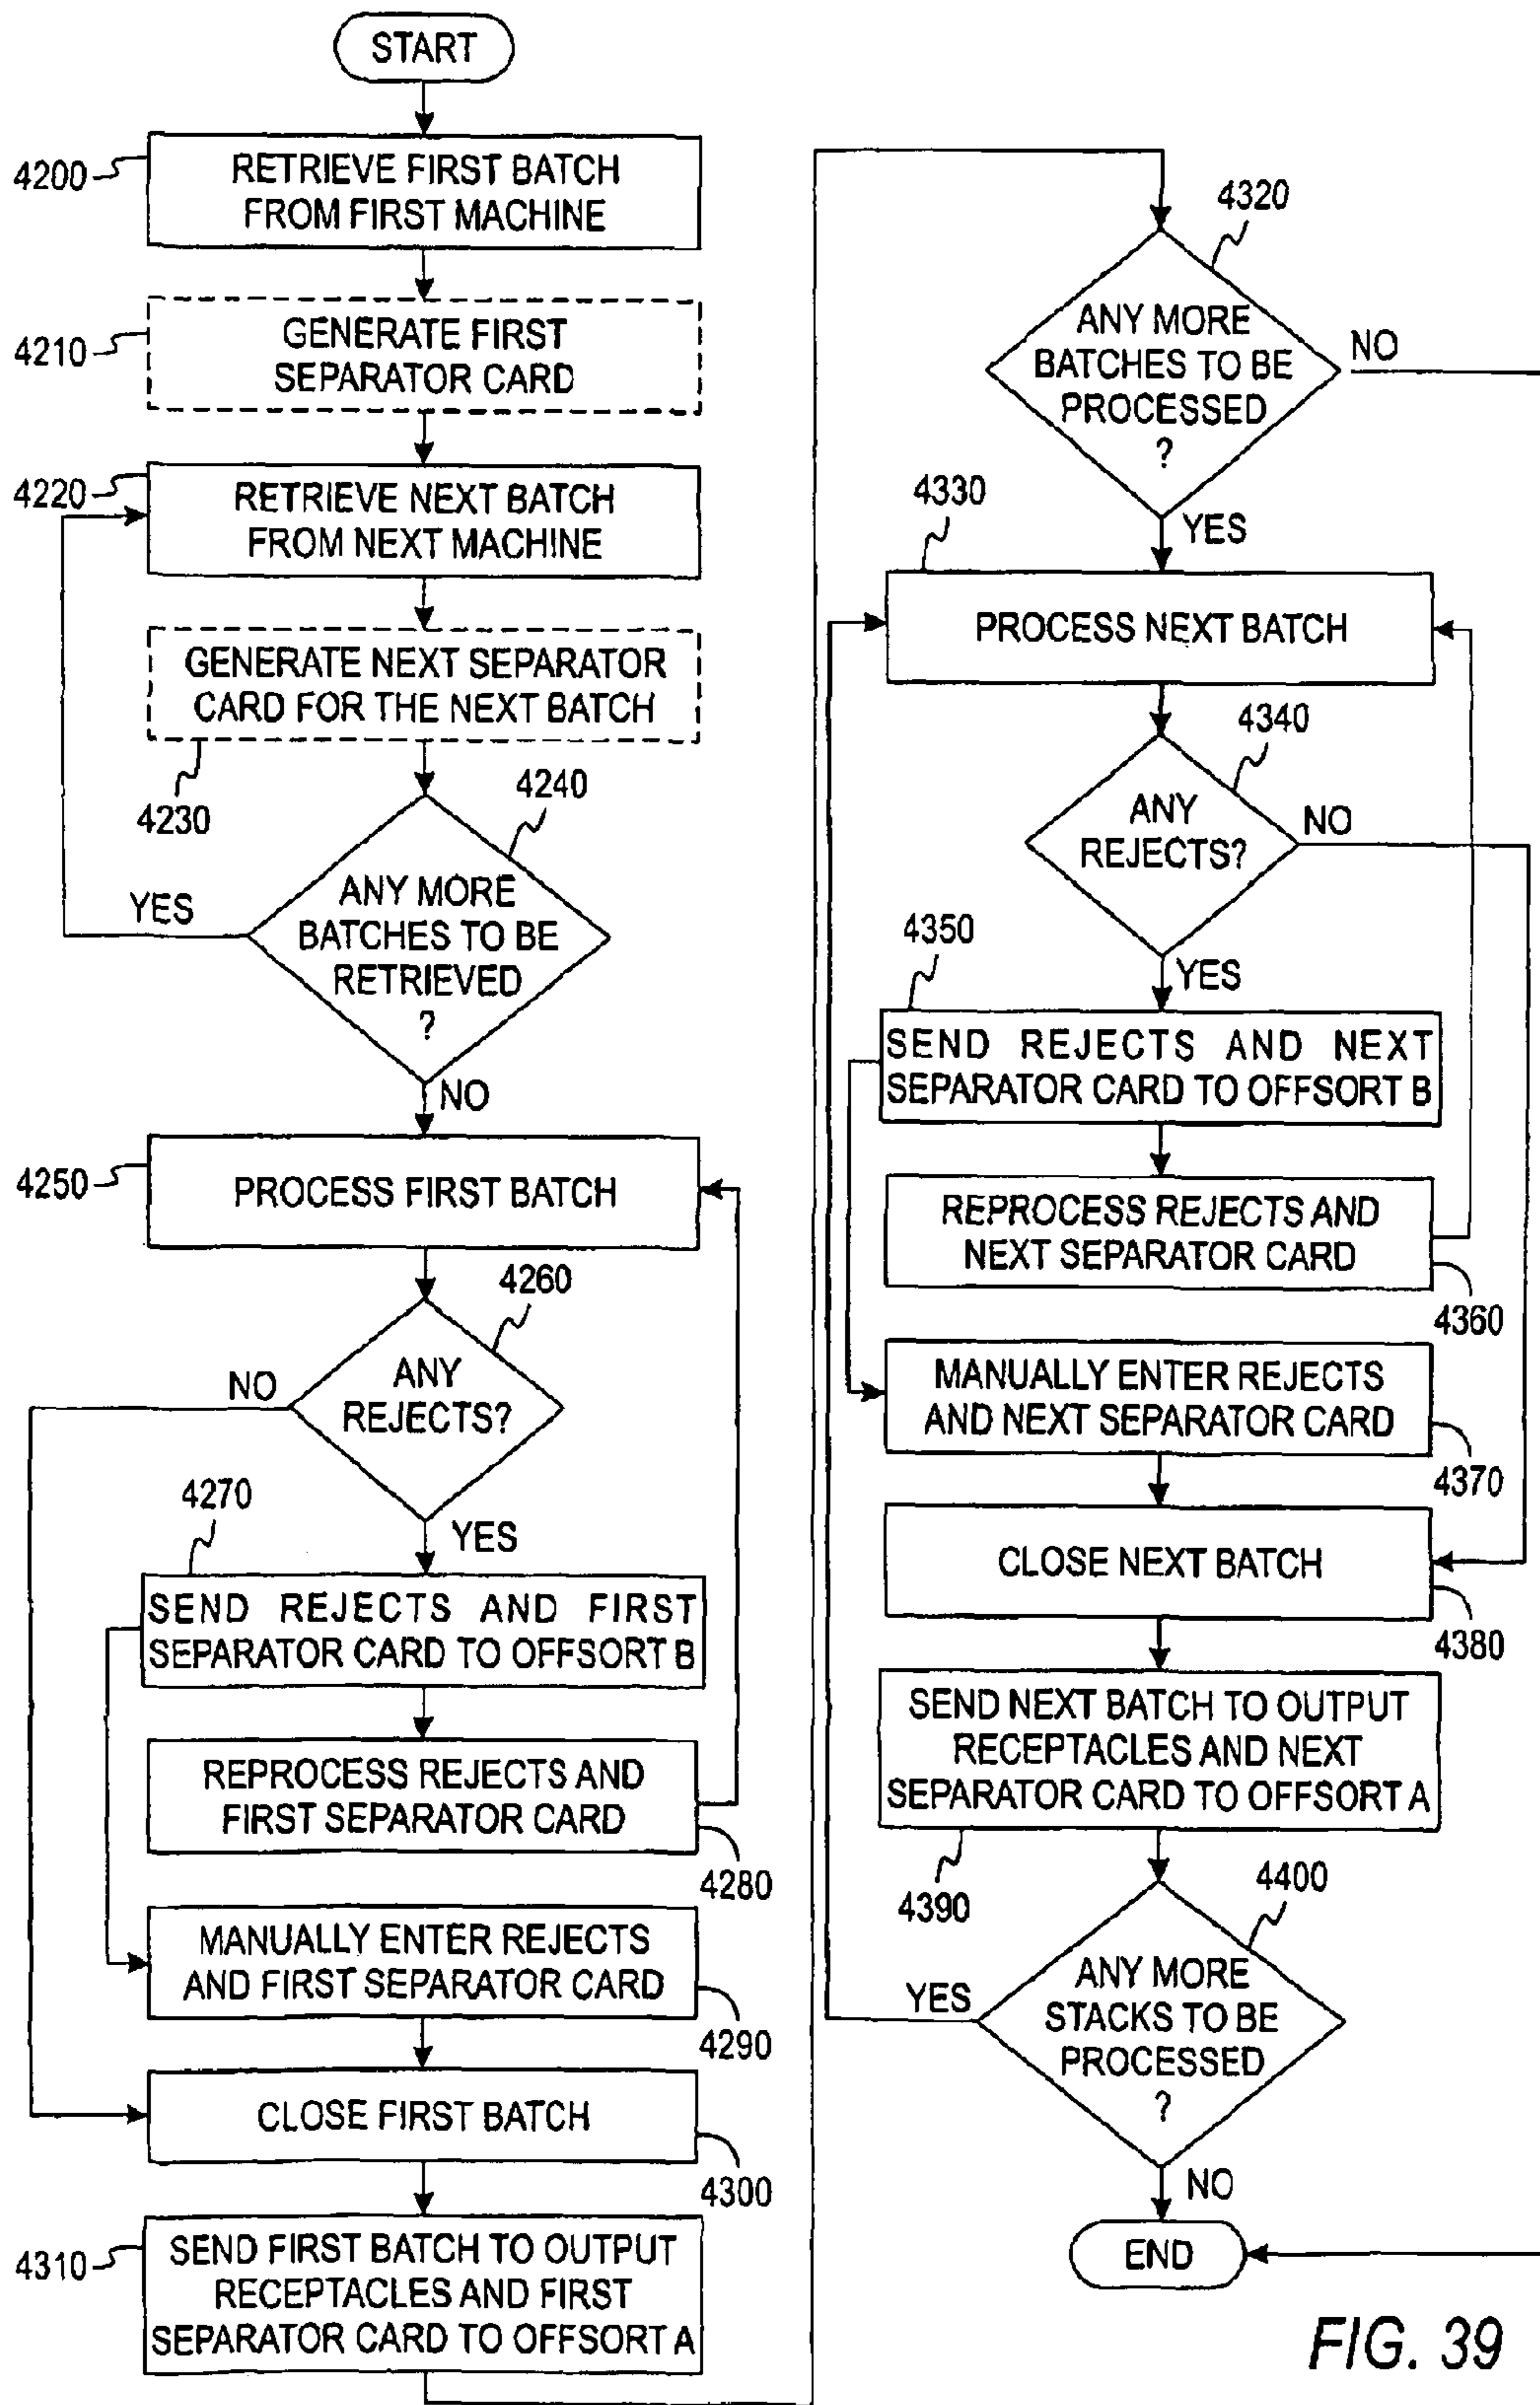 START
4200
RETRIEVE FIRST BATCH
FROM FIRST MACHINE
4210
GENERATE FIRST
SEPARATOR CARD
4220
RETRIEVE NEXT BATCH
FROM NEXT MACHINE
GENERATE NEXT SEPARATOR
CARD FOR THE NEXT BATCH
4230
4240
ANY MORE
BATCHES TO BE
RETRIEVED
?
YES
NO
4250
PROCESS FIRST BATCH
4260
ANY
REJECTS?
NO
YES
4270
SEND REJECTS AND FIRST
SEPARATOR CARD TO OFFSORT B
REPROCESS REJECTS AND
FIRST SEPARATOR CARD
4280
MANUALLY ENTER REJECTS
AND FIRST SEPARATOR CARD
4290
CLOSE FIRST BATCH
4300
4310
SEND FIRST BATCH TO OUTPUT
RECEPTACLES AND FIRST
SEPARATOR CARD TO OFFSORT A
4320
ANY MORE
BATCHES TO BE
PROCESSED
?
NO
YES
4330
PROCESS NEXT BATCH
4340
ANY
REJECTS?
NO
YES
4350
SEND REJECTS AND NEXT
SEPARATOR CARD TO OFFSORT B
REPROCESS REJECTS AND
NEXT SEPARATOR CARD
4360
MANUALLY ENTER REJECTS
AND NEXT SEPARATOR CARD
4370
CLOSE NEXT BATCH
4380
SEND NEXT BATCH TO OUTPUT
RECEPTACLES AND NEXT
SEPARATOR CARD TO OFFSORT A
4390
4400
ANY MORE
STACKS TO BE
PROCESSED
?
YES
NO
END
FIG. 39